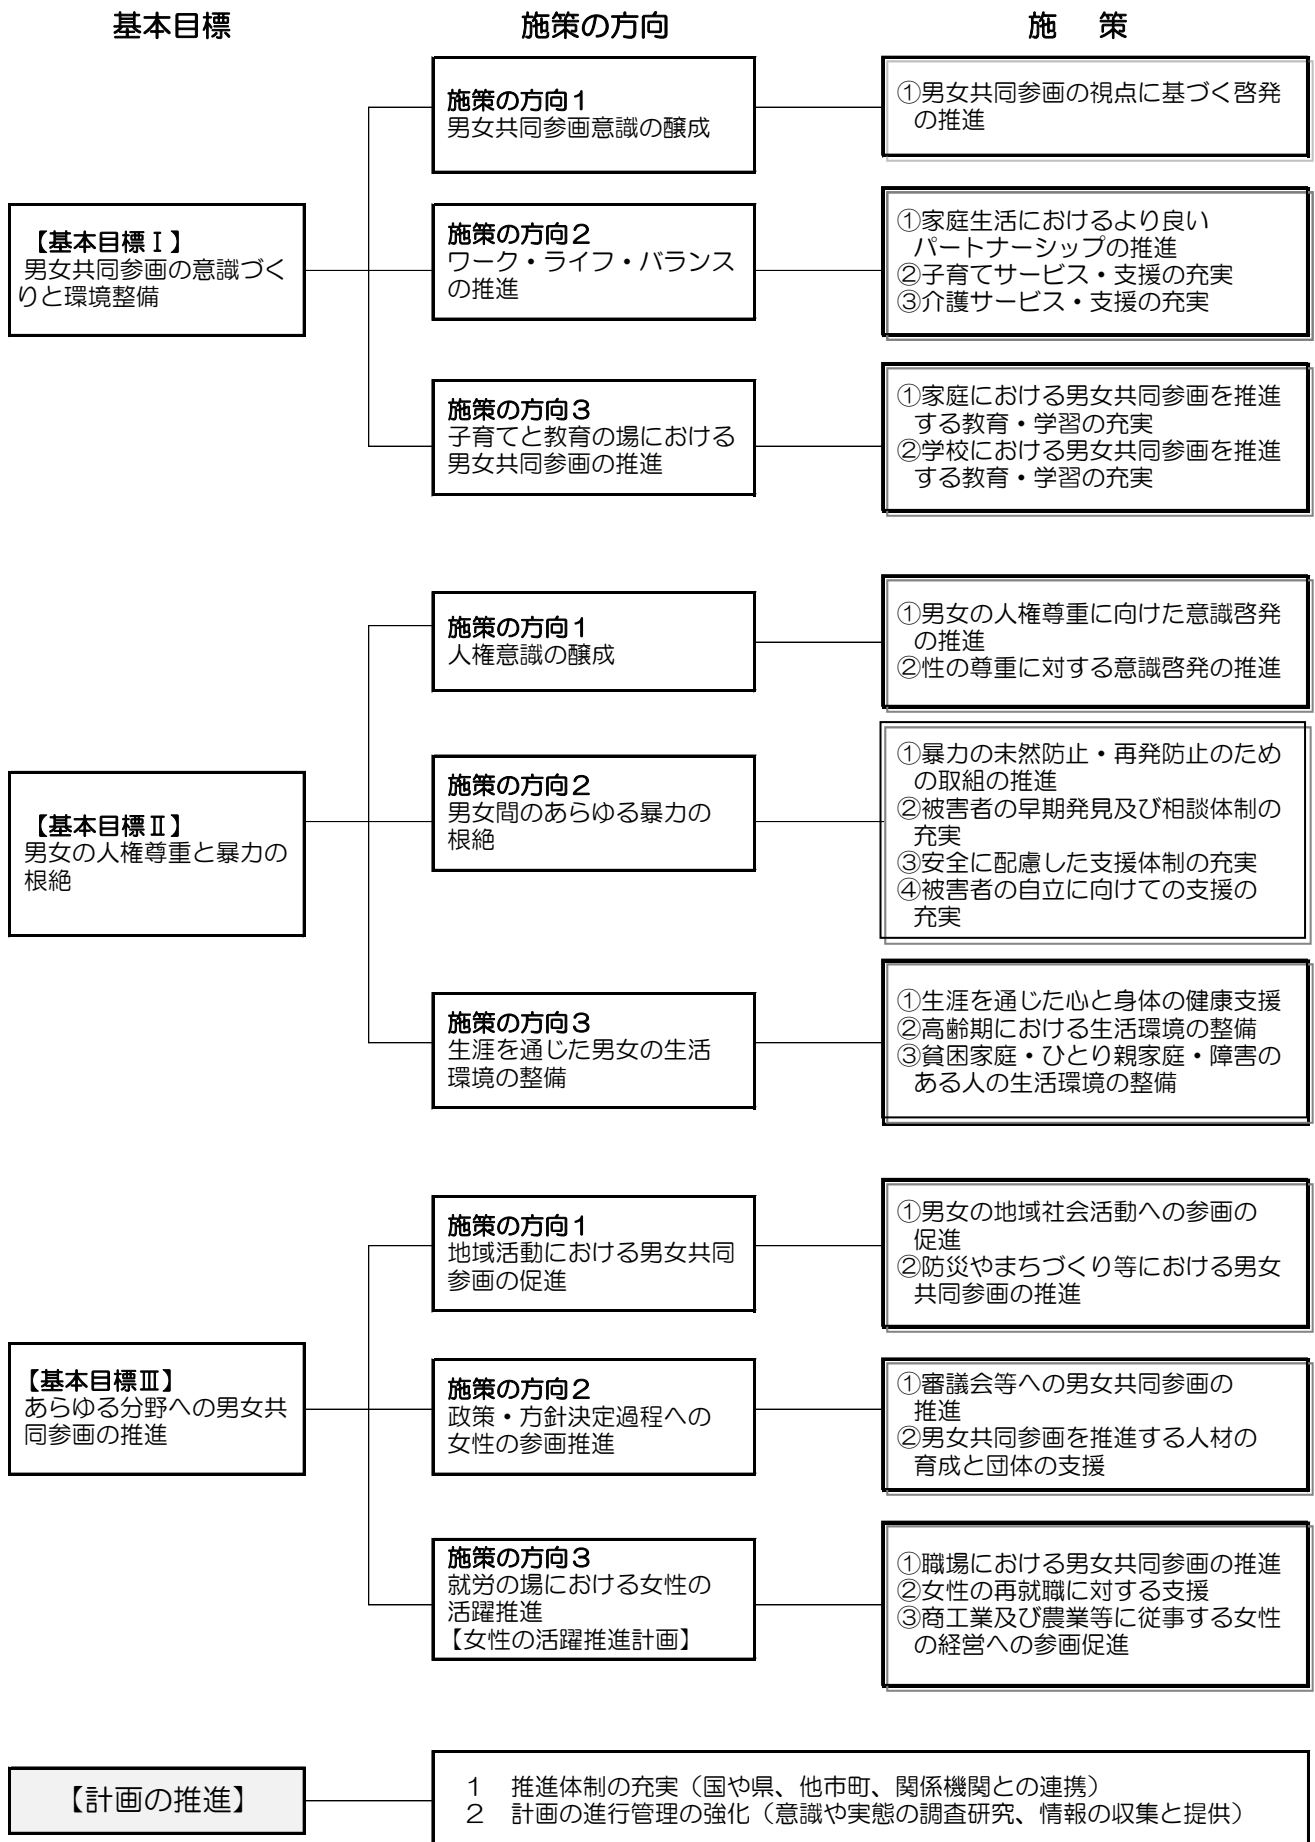 基本目標
施策の方向
施　策
【基本目標Ⅰ】
男女共同参画の意識づく
りと環境整備
施策の方向１
男女共同参画意識の醸成
①男女共同参画の視点に基づく啓発
の推進
施策の方向２
ワーク・ライフ・バランス
の推進
①家庭生活におけるより良い
パートナーシップの推進
②子育てサービス・支援の充実
③介護サービス・支援の充実
施策の方向３
子育てと教育の場における
男女共同参画の推進
①家庭における男女共同参画を推進
する教育・学習の充実
②学校における男女共同参画を推進
する教育・学習の充実
【基本目標Ⅱ】
男女の人権尊重と暴力の
根絶
施策の方向１
人権意識の醸成
①男女の人権尊重に向けた意識啓発
の推進
②性の尊重に対する意識啓発の推進
施策の方向２
男女間のあらゆる暴力の
根絶
①暴力の未然防止・再発防止のため
の取組の推進
②被害者の早期発見及び相談体制の
充実
③安全に配慮した支援体制の充実
④被害者の自立に向けての支援の
充実
施策の方向３
生涯を通じた男女の生活
環境の整備
①生涯を通じた心と身体の健康支援
②高齢期における生活環境の整備
③貧困家庭・ひとり親家庭・障害の
ある人の生活環境の整備
【基本目標Ⅲ】
あらゆる分野への男女共
同参画の推進
施策の方向１
地域活動における男女共同
参画の促進
①男女の地域社会活動への参画の
促進
②防災やまちづくり等における男女
共同参画の推進
施策の方向２
政策・方針決定過程への
女性の参画推進
①審議会等への男女共同参画の
推進
②男女共同参画を推進する人材の
育成と団体の支援
施策の方向３
就労の場における女性の
活躍推進
【女性の活躍推進計画】
①職場における男女共同参画の推進
②女性の再就職に対する支援
③商工業及び農業等に従事する女性
の経営への参画促進
【計画の推進】
１　推進体制の充実（国や県、他市町、関係機関との連携）
２　計画の進行管理の強化（意識や実態の調査研究、情報の収集と提供）